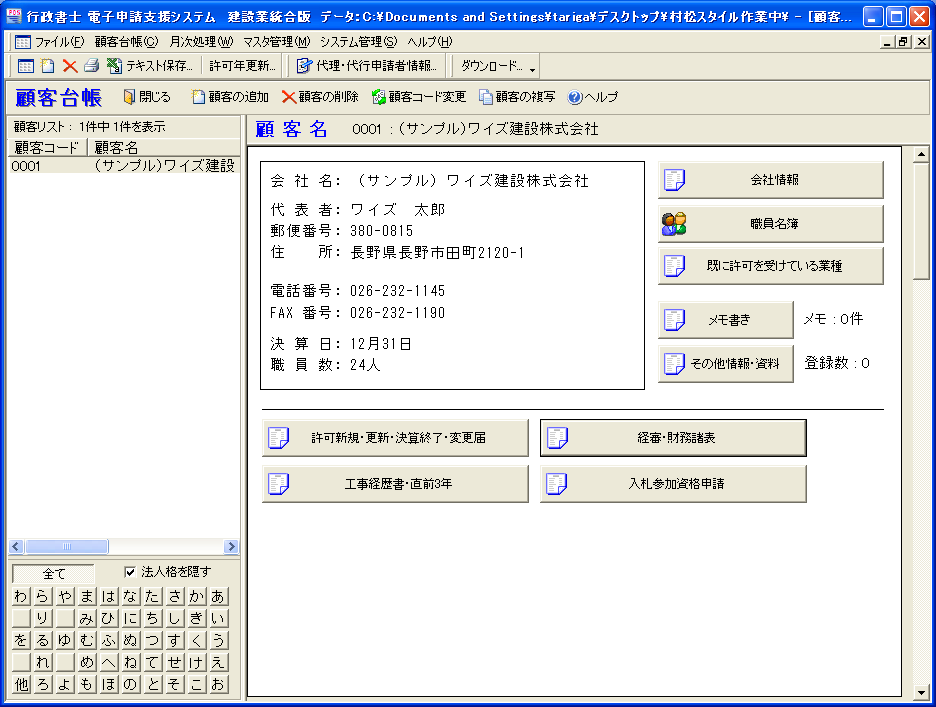 行政書士 電子申請支援システム　建設業統合版　データ：C:¥Documents and Settings¥tariga¥デスクトップ¥村松スタイル作業中¥ - [顧客...
ファイル(F) 顧客台帳(C) 月次処理(W) マスタ管理(M) システム管理(S) ヘルプ(H)
テキスト保存... 許可年更新... 代理・代行申請者情報... ダウンロード...
顧客台帳 閉じる 顧客の追加 顧客の削除 顧客コード変更 顧客の複写 ヘルプ
顧客リスト： 1件中 1件を表示
顧客コード 顧客名
0001 （サンプル）ワイズ建設
顧 客 名 0001 ：（サンプル）ワイズ建設株式会社
会 社 名：（サンプル）ワイズ建設株式会社
代 表 者： ワイズ　太郎
郵便番号： 380-0815
住　　所： 長野県長野市田町2120-1
電話番号： 026-232-1145
FAX 番号： 026-232-1190
決 算 日： 12月31日
職 員 数： 24人
会社情報
職員名簿
既に許可を受けている業種
メモ書き メモ：0件
その他情報・資料 登録数：0
許可新規・更新・決算終了・変更届 経審・財務諸表
工事経歴書・直前3年 入札参加資格申請
全て 法人格を隠す
わ ら や ま は な た さ か あ
り み ひ に ち し き い
を る ゆ む ふ ぬ つ す く う
れ め へ ね て せ け え
他 ろ よ も ほ の と そ こ お